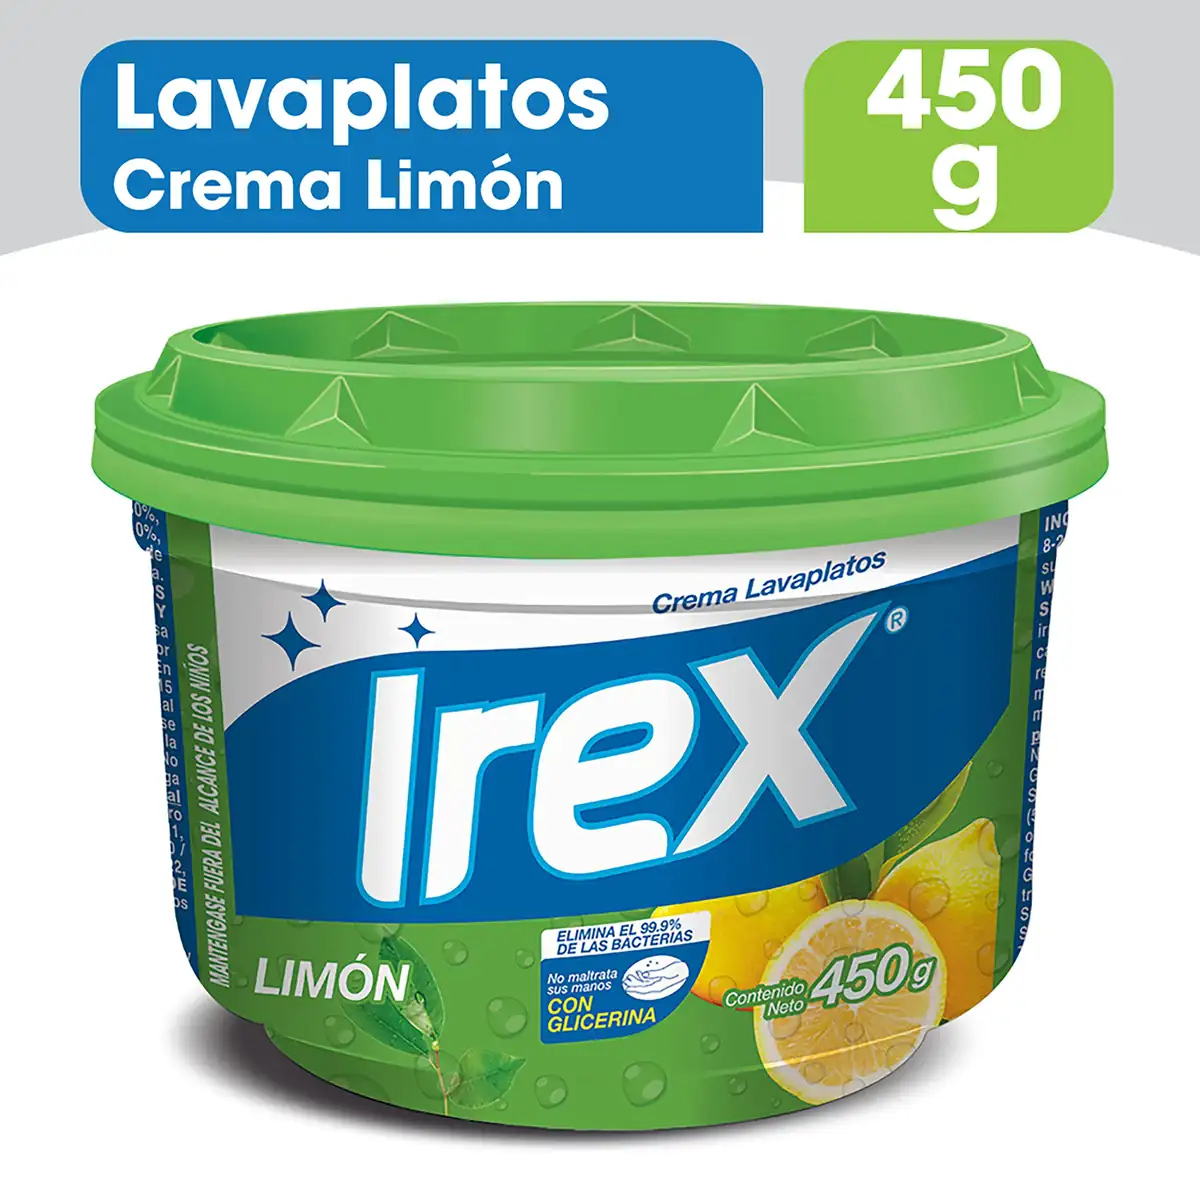 Lavaplatos
Crema Limón
450
g
Crema Lavaplatos
Irex®
MANTENGASE FUERA DEL ALCANCE DE LOS NIÑOS
LIMÓN
ELIMINA EL 99.9%
DE LAS BACTERIAS
No maltrata
sus manos
CON
GLICERINA
Contenido
Neto
450g